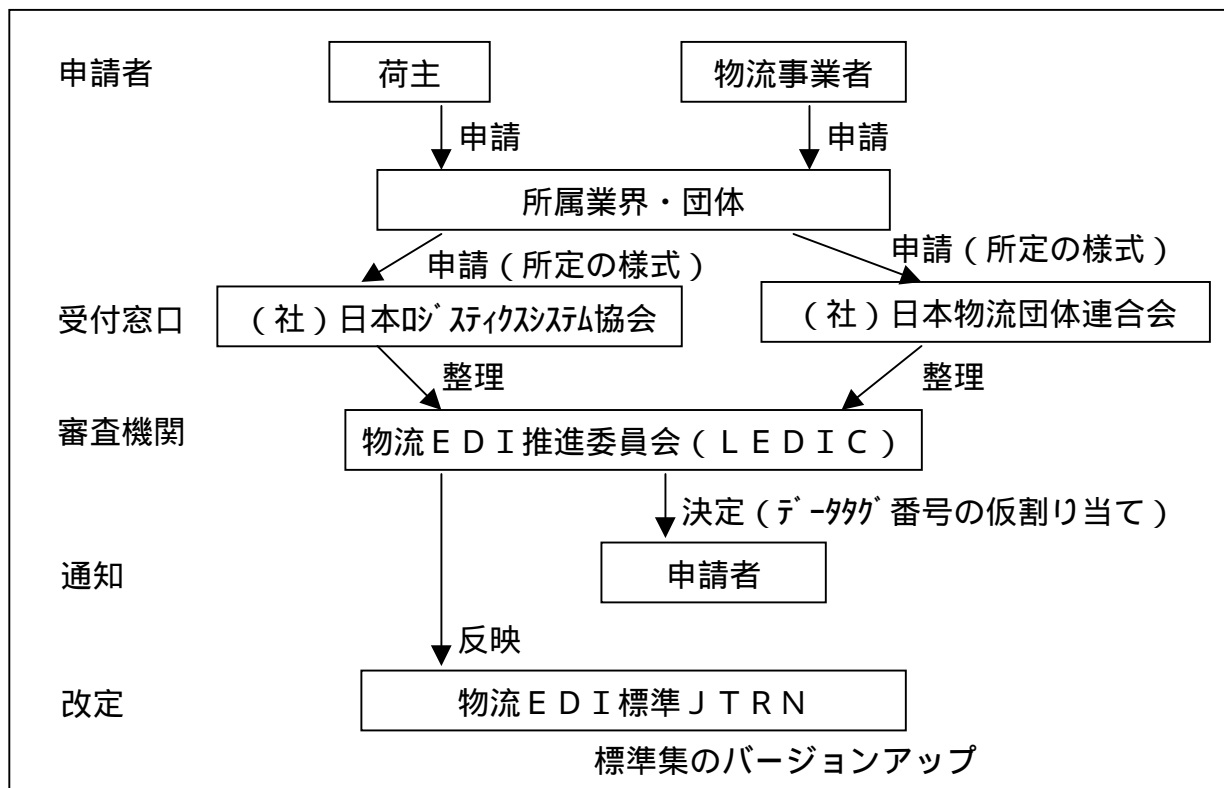 申請者
荷主
物流事業者
申請
申請
所属業界・団体
申請(所定の様式)
申請(所定の様式)
受付窓口
(社)日本ﾛｼﾞｽﾃｨｸｽｼｽﾃﾑ協会
(社)日本物流団体連合会
整理
整理
審査機関
物流EDI推進委員会(LEDIC)
決定(ﾃﾞｰﾀﾀｸﾞ番号の仮割り当て)
通知
申請者
反映
改定
物流EDI標準JTRN
標準集のバージョンアップ